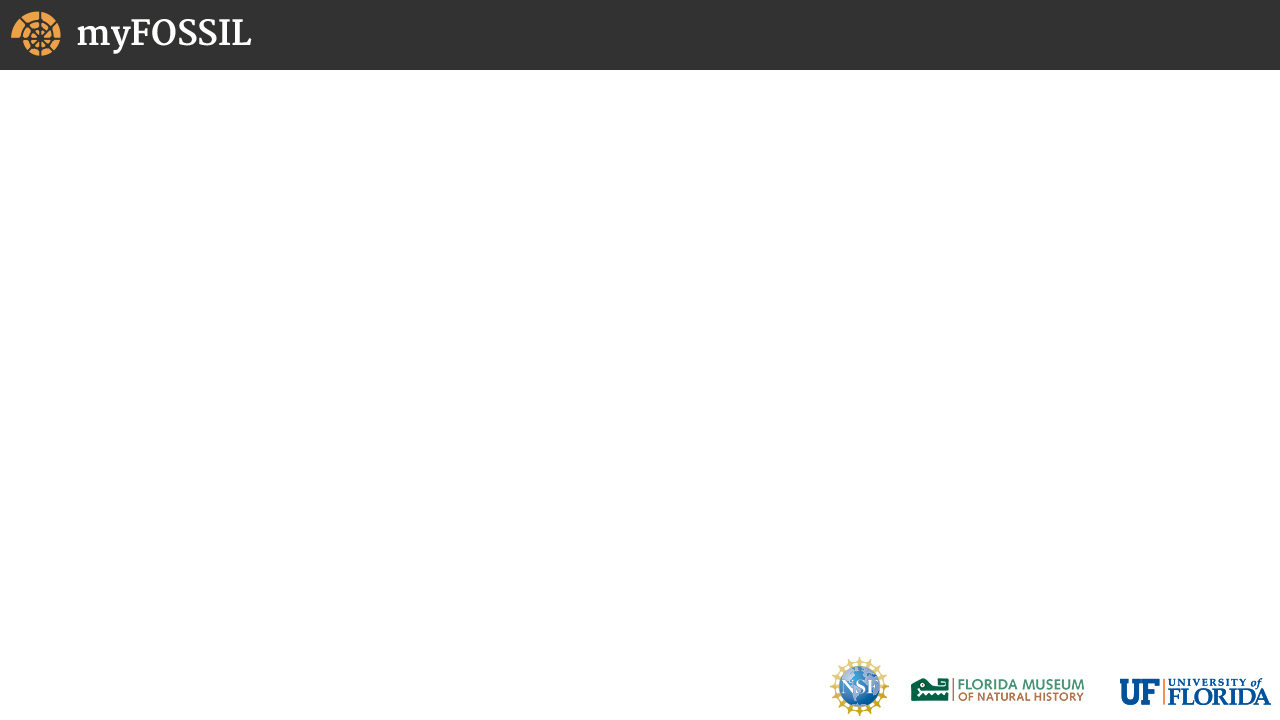 myFOSSIL
NSF
FLORIDA MUSEUM
OF NATURAL HISTORY
UF
UNIVERSITY of
FLORIDA